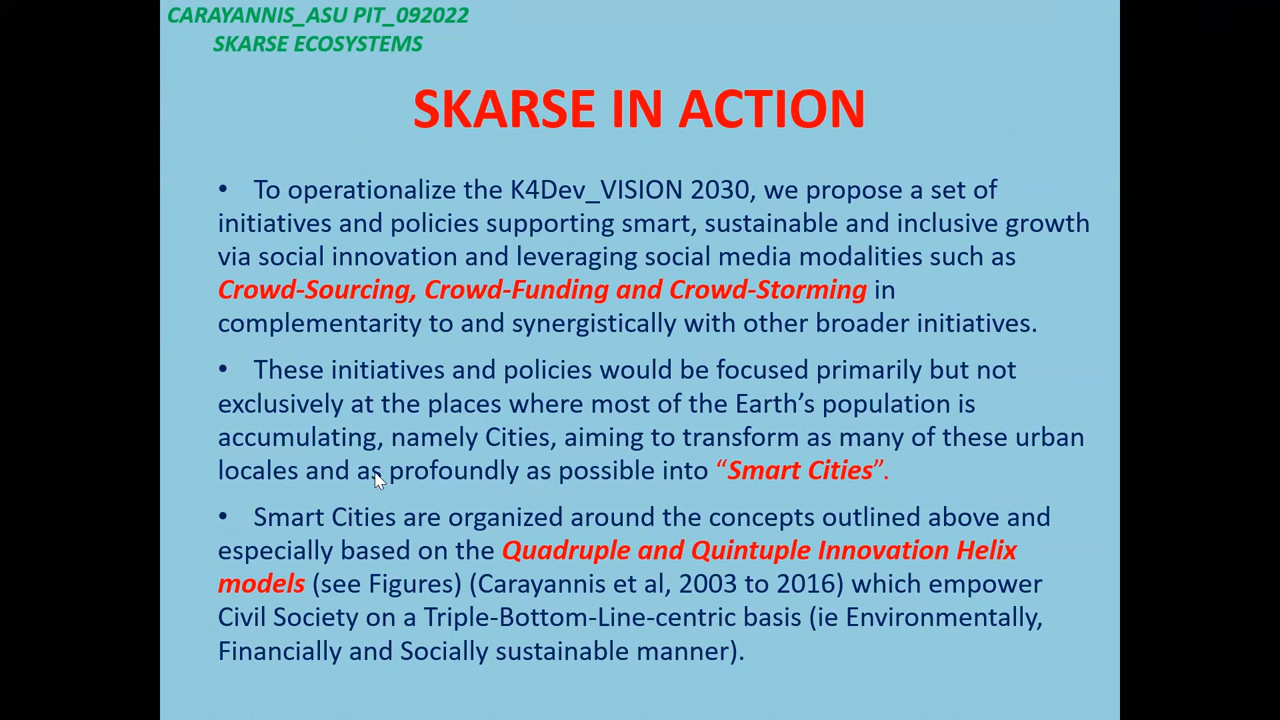 CARAYANNIS_ASU PIT_092022
SKARSE ECOSYSTEMS
SKARSE IN ACTION
• To operationalize the K4Dev_VISION 2030, we propose a set of
initiatives and policies supporting smart, sustainable and inclusive growth
via social innovation and leveraging social media modalities such as
Crowd-Sourcing, Crowd-Funding and Crowd-Storming in
complementarity to and synergistically with other broader initiatives.
• These initiatives and policies would be focused primarily but not
exclusively at the places where most of the Earth’s population is
accumulating, namely Cities, aiming to transform as many of these urban
locales and as profoundly as possible into “Smart Cities”.
• Smart Cities are organized around the concepts outlined above and
especially based on the Quadruple and Quintuple Innovation Helix
models (see Figures) (Carayannis et al, 2003 to 2016) which empower
Civil Society on a Triple-Bottom-Line-centric basis (ie Environmentally,
Financially and Socially sustainable manner).